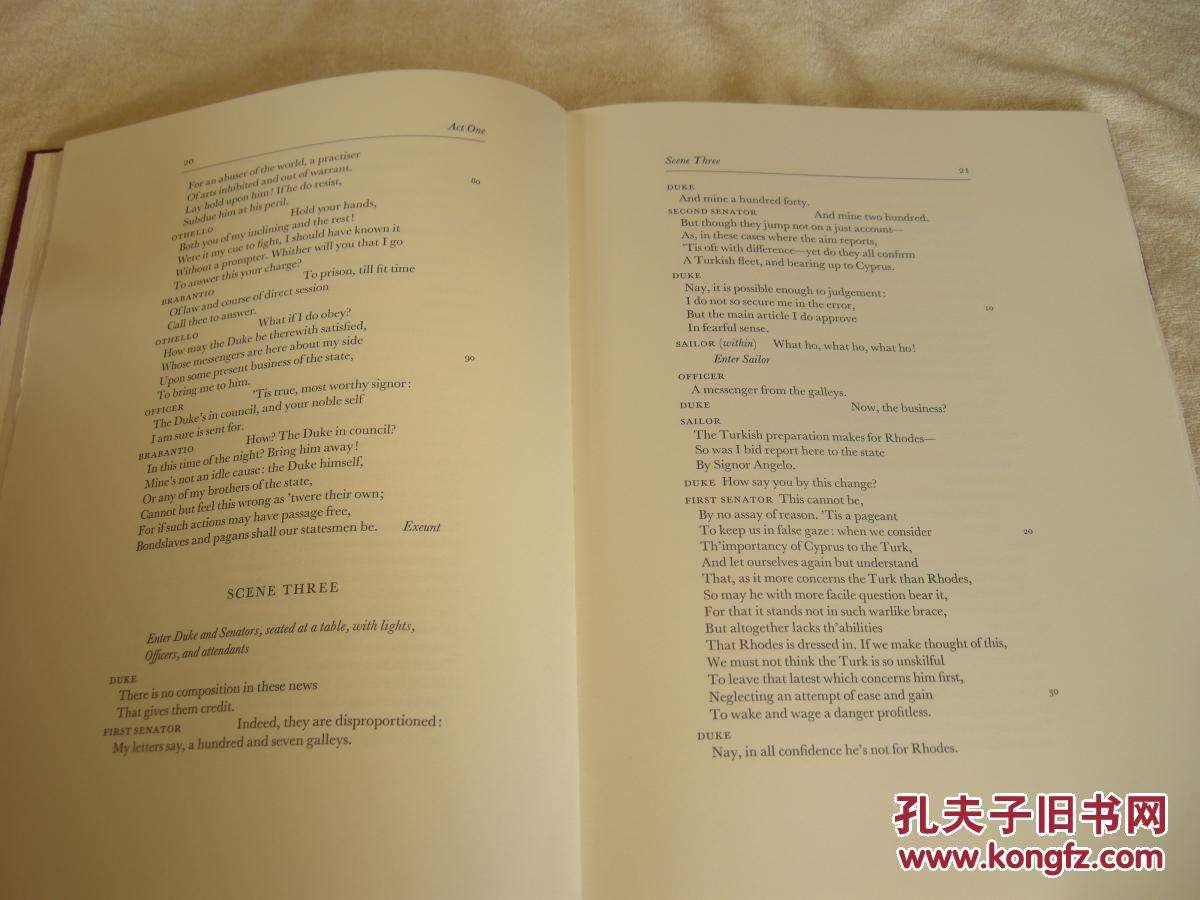 20
Act One
For an abuser of the world, a practiser
Of arts inhibited and out of warrant.
Lay hold upon him! If he do resist,
80
Subdue him at his peril.
OTHELLO Hold your hands,
Both you of my inclining and the rest!
Were it my cue to fight, I should have known it
Without a prompter. Whither will you that I go
To answer this your charge?
BRABANTIO To prison, till fit time
Of law and course of direct session
Call thee to answer.
OTHELLO What if I do obey?
How may the Duke be therewith satisfied,
Whose messengers are here about my side
Upon some present business of the state,
90
To bring me to him.
OFFICER 'Tis true, most worthy signor:
The Duke's in council, and your noble self
I am sure is sent for.
BRABANTIO How? The Duke in council?
In this time of the night? Bring him away!
Mine's not an idle cause: the Duke himself,
Or any of my brothers of the state,
Cannot but feel this wrong as 'twere their own;
For if such actions may have passage free,
Bondslaves and pagans shall our statesmen be. Exeunt
SCENE THREE
Enter Duke and Senators, seated at a table, with lights,
Officers, and attendants
DUKE
There is no composition in these news
That gives them credit.
FIRST SENATOR Indeed, they are disproportioned:
My letters say, a hundred and seven galleys.
Scene Three
21
DUKE
And mine a hundred forty.
SECOND SENATOR And mine two hundred.
But though they jump not on a just account—
As, in these cases where the aim reports,
'Tis oft with difference—yet do they all confirm
A Turkish fleet, and bearing up to Cyprus.
DUKE
Nay, it is possible enough to judgement:
I do not so secure me in the error,
10
But the main article I do approve
In fearful sense.
SAILOR (within) What ho, what ho, what ho!
Enter Sailor
OFFICER
A messenger from the galleys.
DUKE Now, the business?
SAILOR
The Turkish preparation makes for Rhodes—
So was I bid report here to the state
By Signor Angelo.
DUKE How say you by this change?
FIRST SENATOR This cannot be,
By no assay of reason. 'Tis a pageant
To keep us in false gaze: when we consider
20
Th'importancy of Cyprus to the Turk,
And let ourselves again but understand
That, as it more concerns the Turk than Rhodes,
So may he with more facile question bear it,
For that it stands not in such warlike brace,
But altogether lacks th'abilities
That Rhodes is dressed in. If we make thought of this,
We must not think the Turk is so unskilful
To leave that latest which concerns him first,
Neglecting an attempt of ease and gain
30
To wake and wage a danger profitless.
DUKE
Nay, in all confidence he's not for Rhodes.
孔夫子旧书网
www.kongfz.com